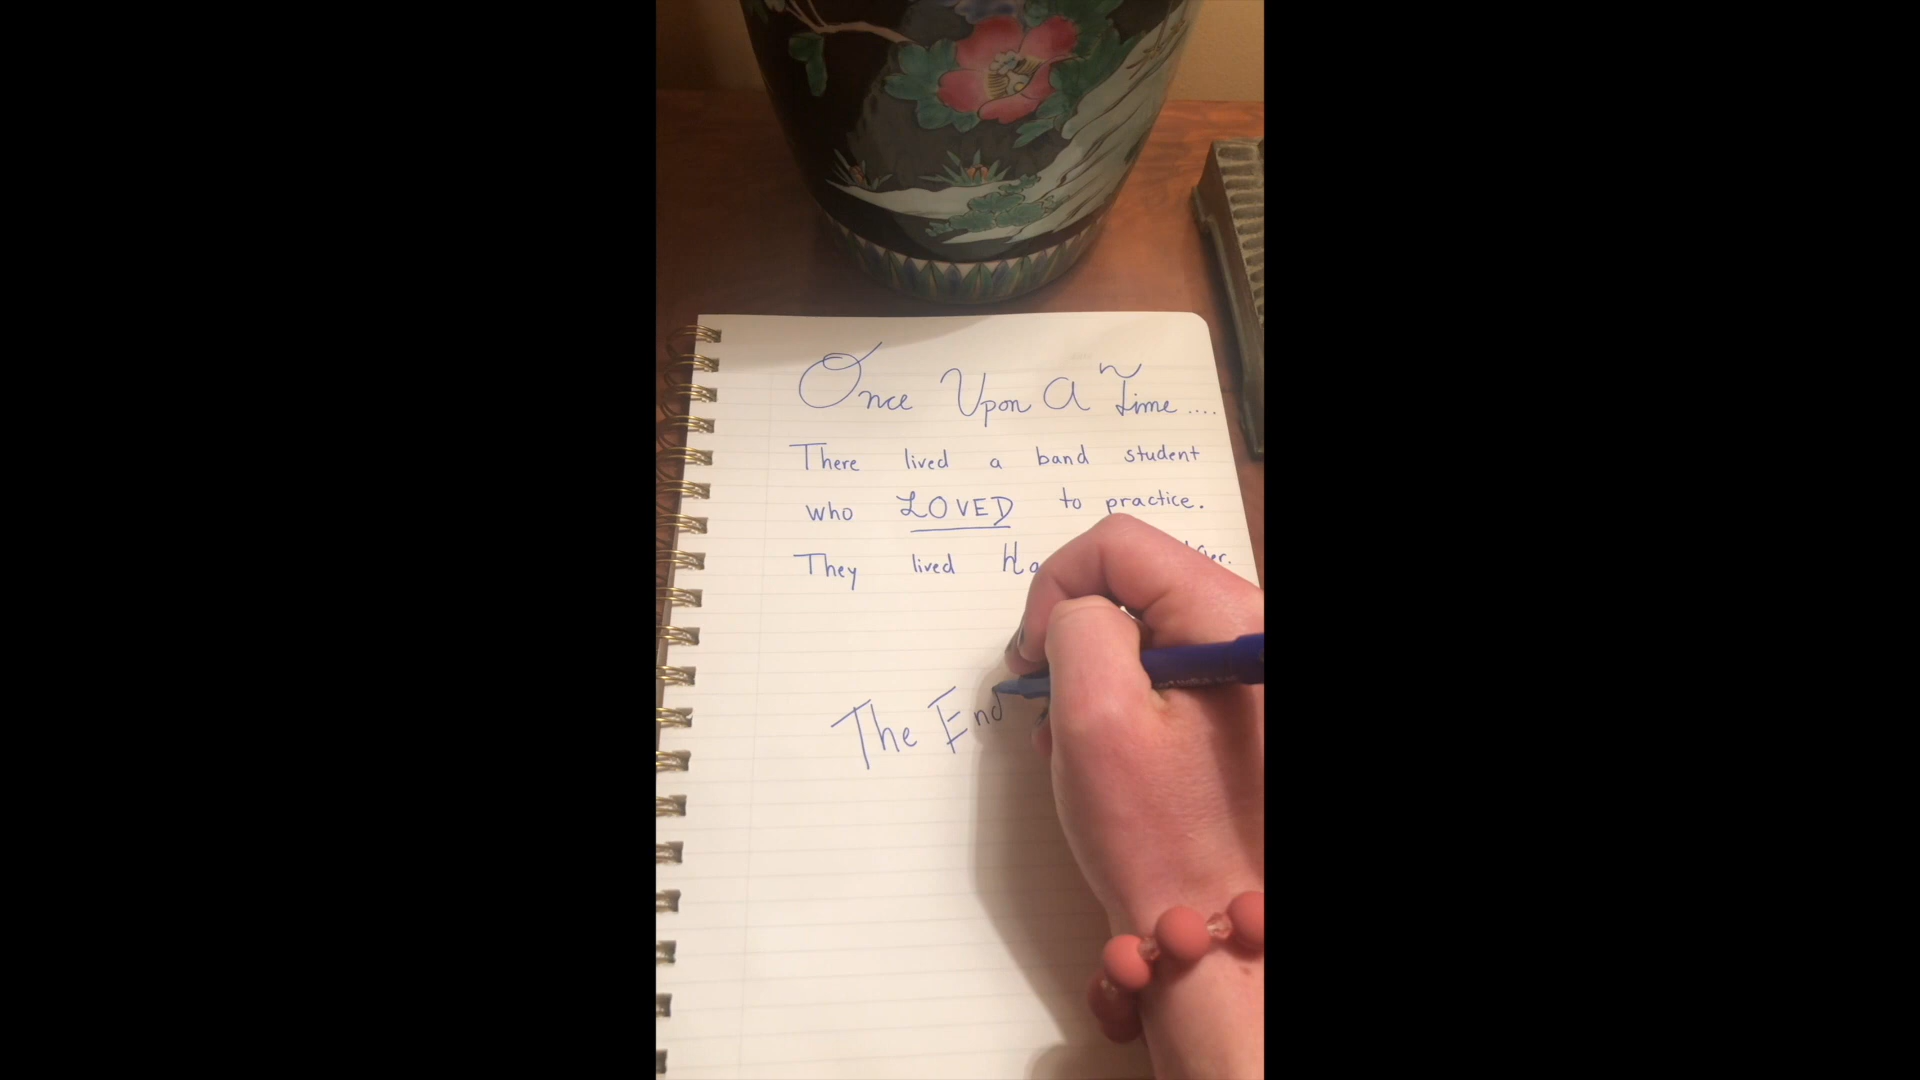 Once Upon A Time ....
There lived a band student
who LOVED to practice.
They lived
The End